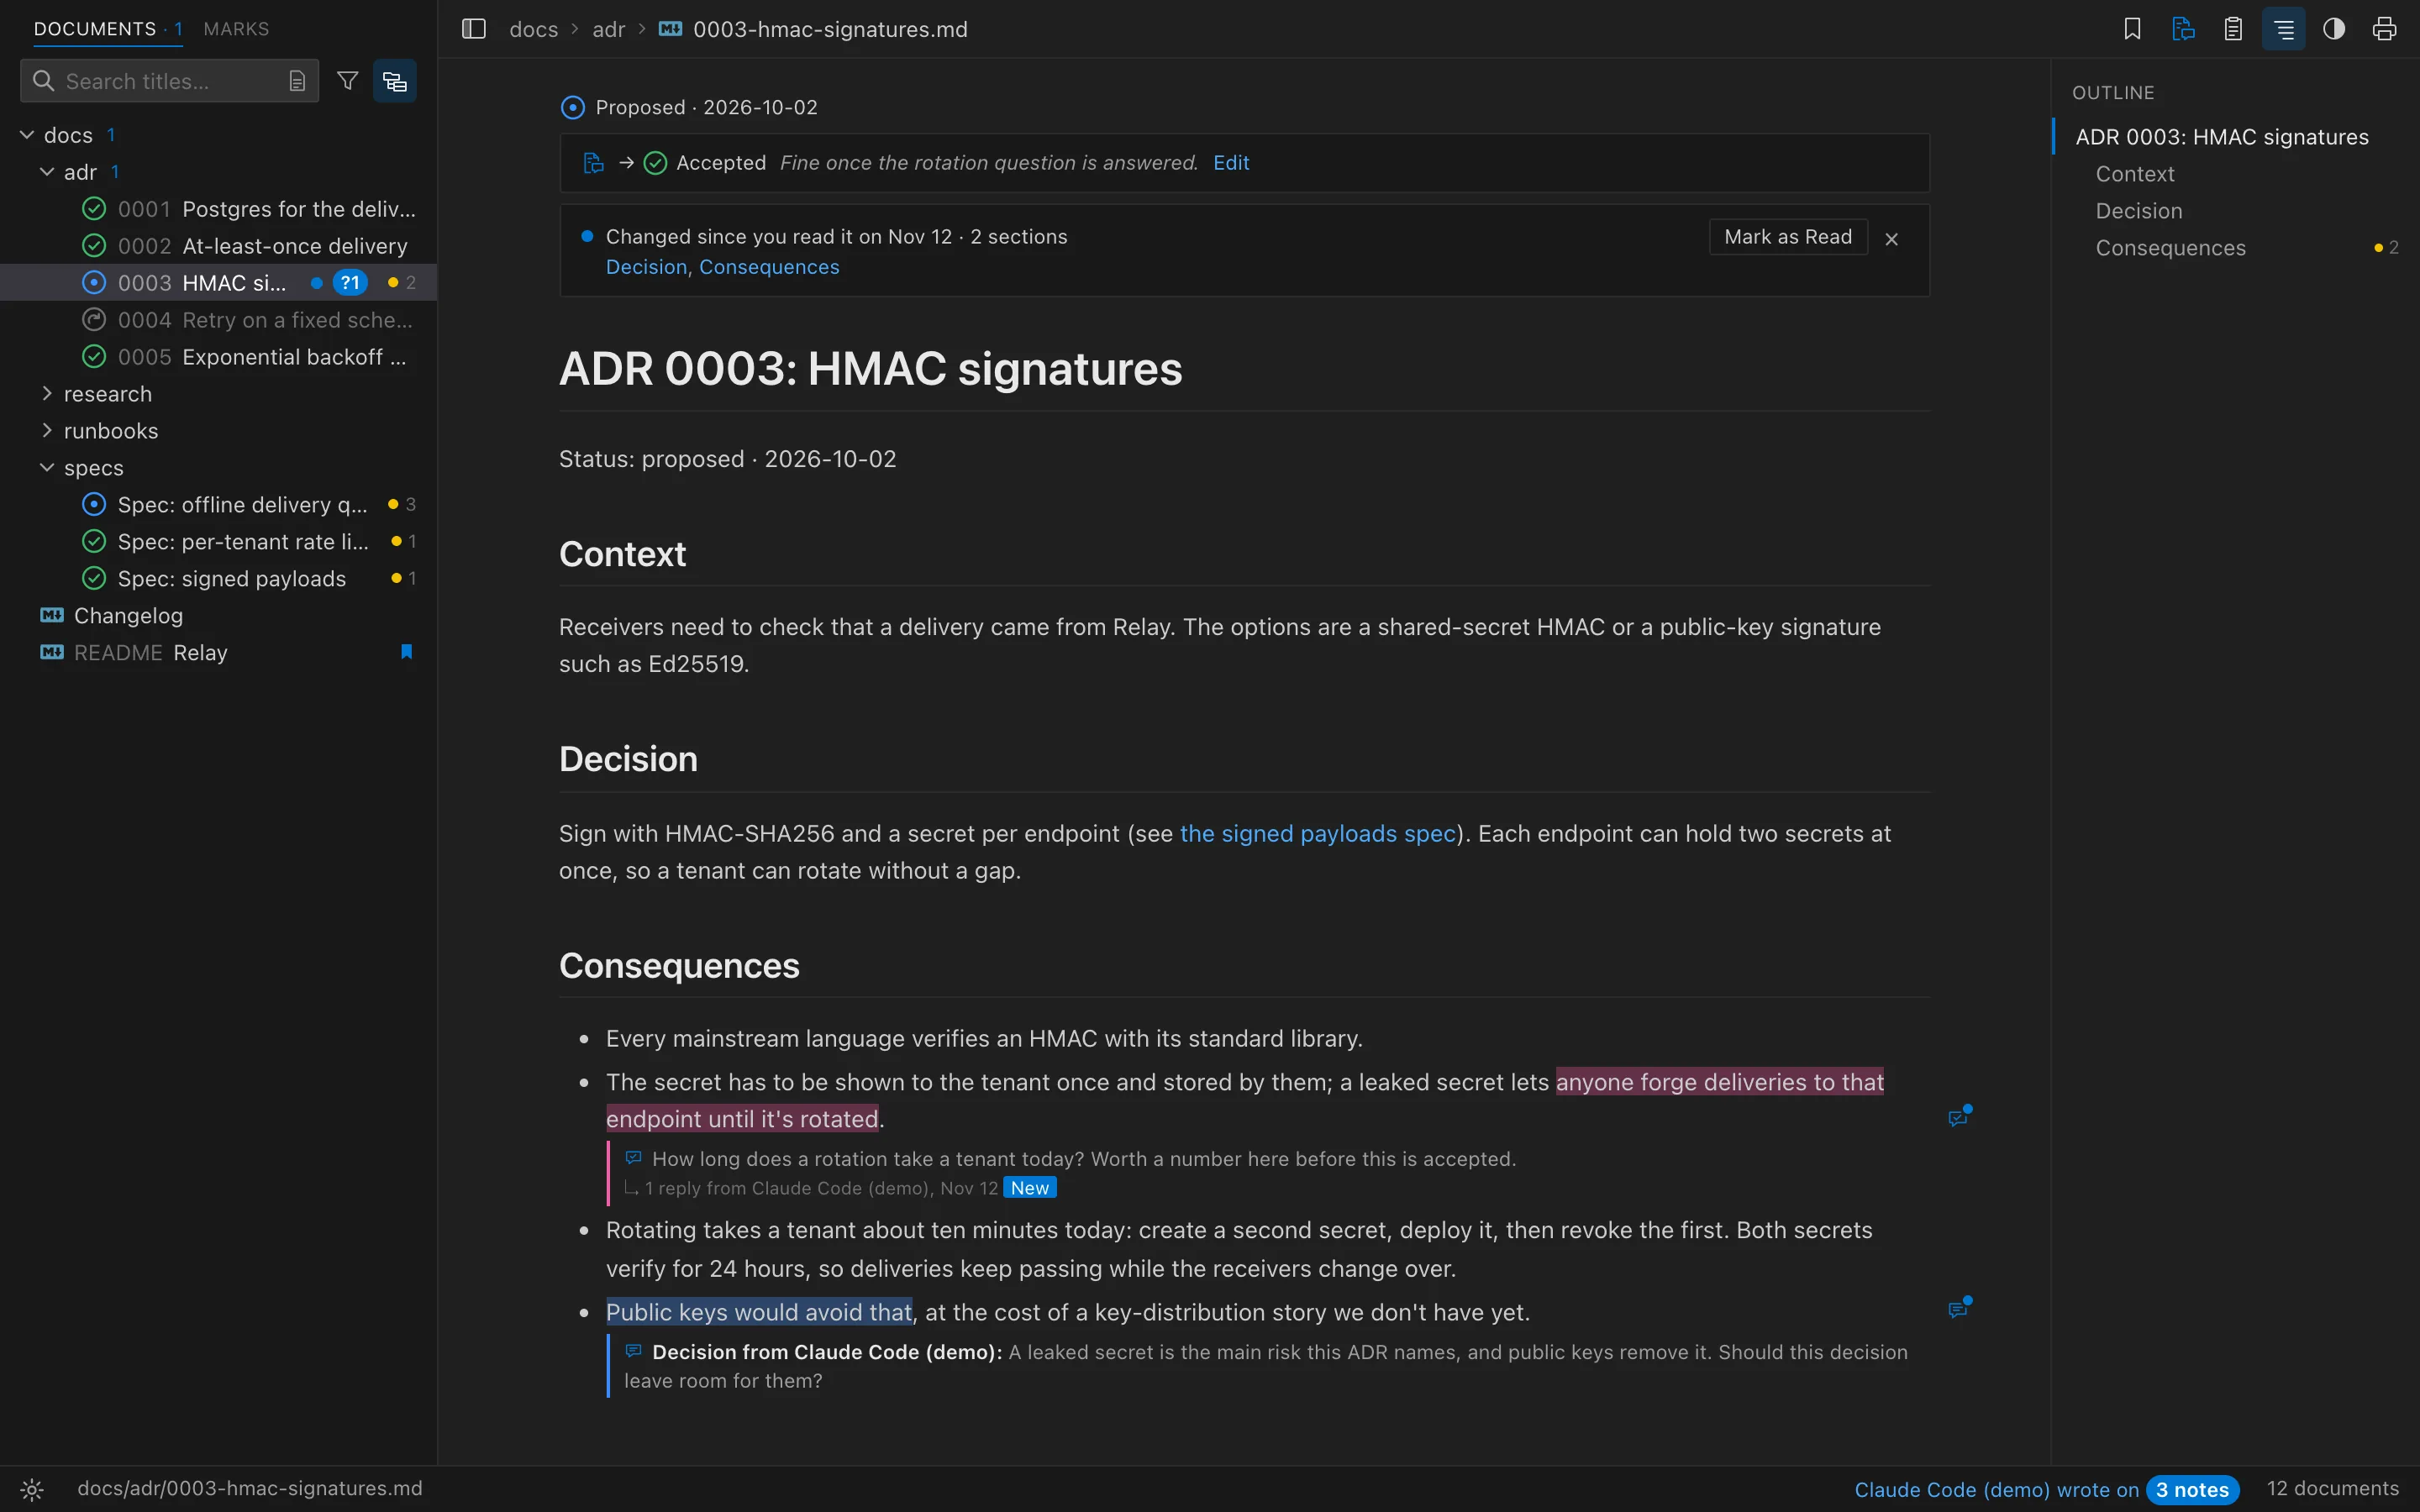 DOCUMENTS · 1 MARKS
Search titles...
docs 1
adr 1
0001 Postgres for the deliv...
0002 At-least-once delivery
0003 HMAC si... ?1 2
0004 Retry on a fixed sche...
0005 Exponential backoff ...
research
runbooks
specs
Spec: offline delivery q... 3
Spec: per-tenant rate li... 1
Spec: signed payloads 1
Changelog
README Relay
docs > adr > 0003-hmac-signatures.md
Proposed · 2026-10-02
→ Accepted Fine once the rotation question is answered. Edit
Changed since you read it on Nov 12 · 2 sections
Decision, Consequences
Mark as Read ×
ADR 0003: HMAC signatures
Status: proposed · 2026-10-02
Context
Receivers need to check that a delivery came from Relay. The options are a shared-secret HMAC or a public-key signature
such as Ed25519.
Decision
Sign with HMAC-SHA256 and a secret per endpoint (see the signed payloads spec). Each endpoint can hold two secrets at
once, so a tenant can rotate without a gap.
Consequences
• Every mainstream language verifies an HMAC with its standard library.
• The secret has to be shown to the tenant once and stored by them; a leaked secret lets anyone forge deliveries to that
endpoint until it's rotated.
How long does a rotation take a tenant today? Worth a number here before this is accepted.
1 reply from Claude Code (demo), Nov 12 New
• Rotating takes a tenant about ten minutes today: create a second secret, deploy it, then revoke the first. Both secrets
verify for 24 hours, so deliveries keep passing while the receivers change over.
• Public keys would avoid that, at the cost of a key-distribution story we don't have yet.
Decision from Claude Code (demo): A leaked secret is the main risk this ADR names, and public keys remove it. Should this decision
leave room for them?
OUTLINE
ADR 0003: HMAC signatures
Context
Decision
Consequences 2
docs/adr/0003-hmac-signatures.md
Claude Code (demo) wrote on 3 notes
12 documents